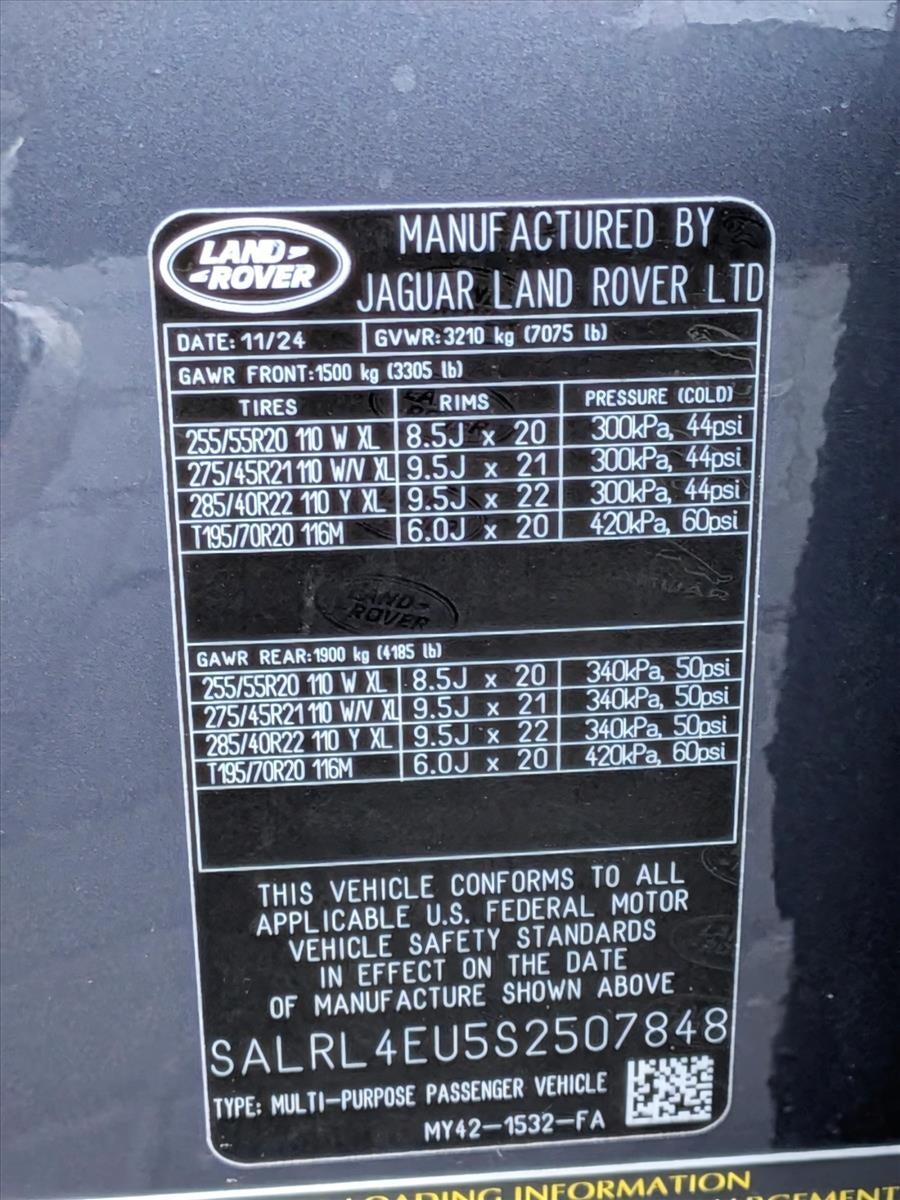 LAND-
-ROVER
MANUFACTURED BY
JAGUAR LAND ROVER LTD
DATE: 11/24 GVWR: 3210 kg (7075 lb)
GAWR FRONT: 1500 kg (3305 lb)
TIRES RIMS PRESSURE (COLD)
255/55R20 110 W XL 8.5J x 20 300kPa, 44psi
275/45R21 110 W/V XL 9.5J x 21 300kPa, 44psi
285/40R22 110 Y XL 9.5J x 22 300kPa, 44psi
T195/70R20 116M 6.0J x 20 420kPa, 60psi
LAND-
-ROVER
GAWR REAR: 1900 kg (4185 lb)
255/55R20 110 W XL 8.5J x 20 340kPa, 50psi
275/45R21 110 W/V XL 9.5J x 21 340kPa, 50psi
285/40R22 110 Y XL 9.5J x 22 340kPa, 50psi
T195/70R20 116M 6.0J x 20 420kPa, 60psi
THIS VEHICLE CONFORMS TO ALL
APPLICABLE U.S. FEDERAL MOTOR
VEHICLE SAFETY STANDARDS
IN EFFECT ON THE DATE
OF MANUFACTURE SHOWN ABOVE
SALRL4EU5S2507848
TYPE: MULTI-PURPOSE PASSENGER VEHICLE
MY42-1532-FA
INFORMATION